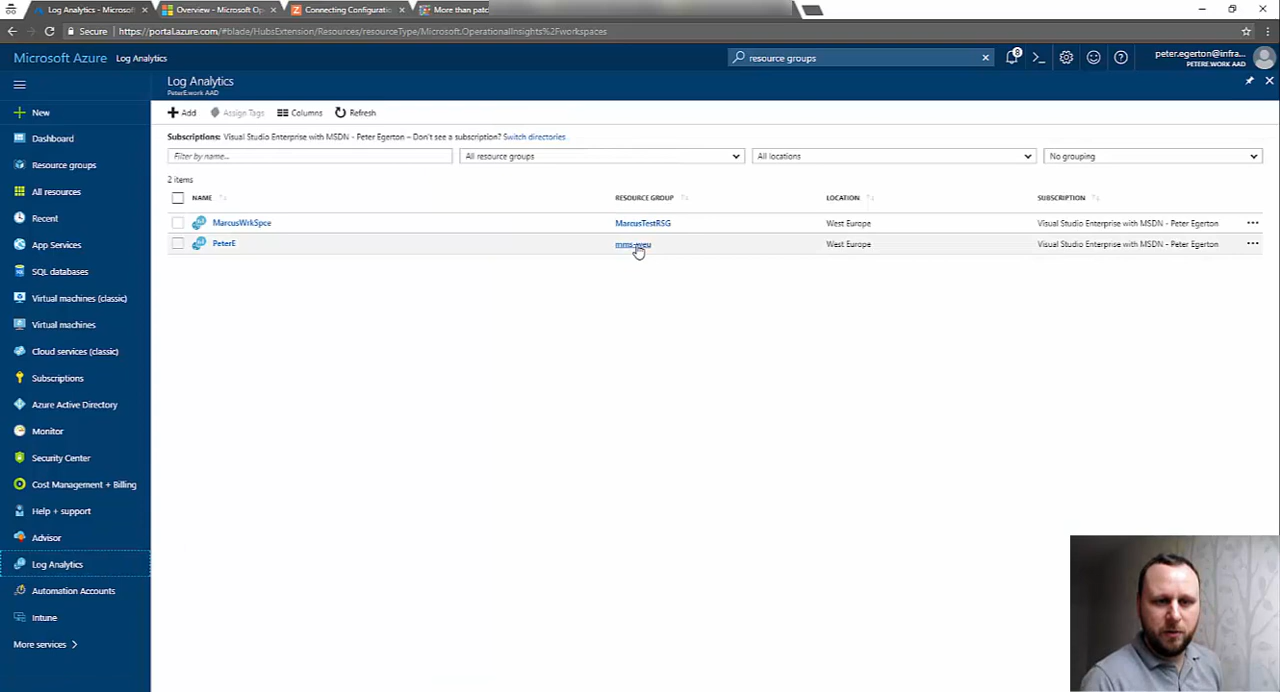 Log Analytics - Microsof
Overview - Microsoft Op
Connecting Configuratio
More than patc
Secure
https://portal.azure.com/#blade/HubsExtension/Resources/resourceType/Microsoft.OperationalInsights%2Fworkspaces
Microsoft Azure Log Analytics
resource groups
8
peter.egerton@infra...
PETERE.WORK AAD
Log Analytics
PeterE.work AAD
New
Dashboard
Resource groups
All resources
Recent
App Services
SQL databases
Virtual machines (classic)
Virtual machines
Cloud services (classic)
Subscriptions
Azure Active Directory
Monitor
Security Center
Cost Management + Billing
Help + support
Advisor
Log Analytics
Automation Accounts
Intune
More services
Add Assign Tags Columns Refresh
Subscriptions: Visual Studio Enterprise with MSDN - Peter Egerton – Don't see a subscription? Switch directories
Filter by name... All resource groups All locations No grouping
2 items
NAME RESOURCE GROUP LOCATION SUBSCRIPTION
MarcusWrkSpce MarcusTestRSG West Europe Visual Studio Enterprise with MSDN - Peter Egerton
PeterE mms-weu West Europe Visual Studio Enterprise with MSDN - Peter Egerton